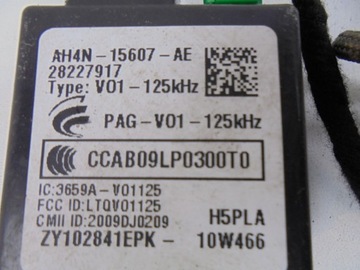 AH4N-15607-AE
28227917
Type: V01-125kHz
PAG-V01-125kHz
CCAB09LP0300T0
IC:3659A-V01125
FCC ID:LTQV01125
CMII ID:2009DJ0209
H5PLA
ZY102841EPK - 10W466